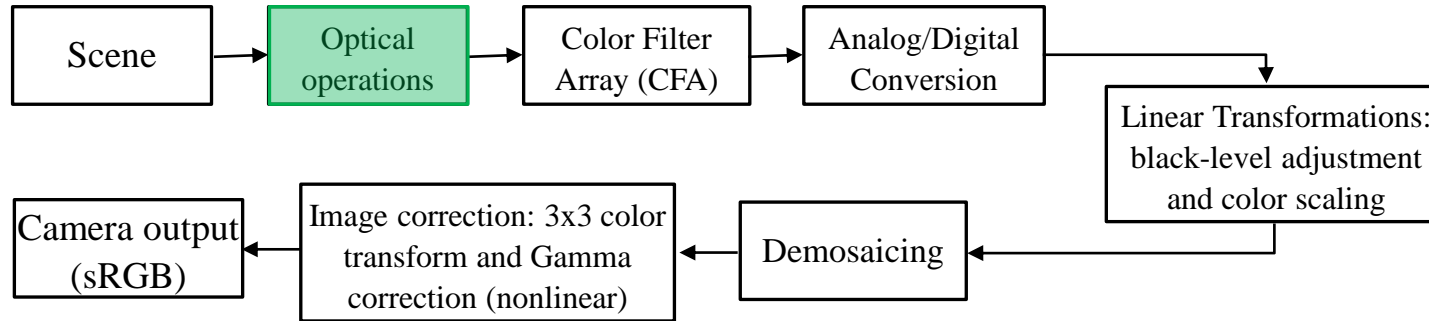 Scene
Optical
operations
Color Filter
Array (CFA)
Analog/Digital
Conversion
Linear Transformations:
black-level adjustment
and color scaling
Demosaicing
Image correction: 3x3 color
transform and Gamma
correction (nonlinear)
Camera output
(sRGB)